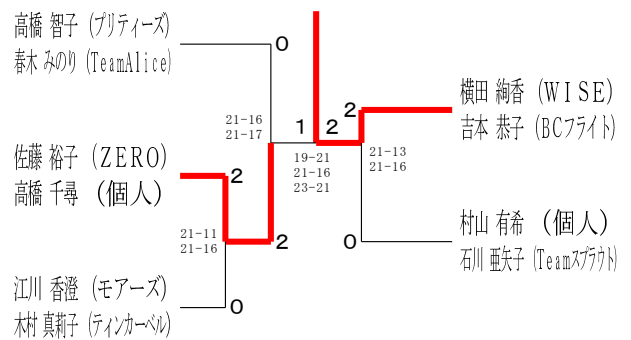 高橋 智子 (プリティーズ)
春木 みのり (TeamAlice)
0
21-16
21-17
佐藤 裕子 (ZERO)
高橋 千尋 (個人)
2
21-11
21-16
2
江川 香澄 (モアーズ)
木村 真莉子 (ティンカーベル)
0
1
2
19-21
21-16
23-21
2
横田 絢香 (WISE)
吉本 恭子 (BCフライト)
21-13
21-16
0
村山 有希 (個人)
石川 亜矢子 (Teamスプラウト)